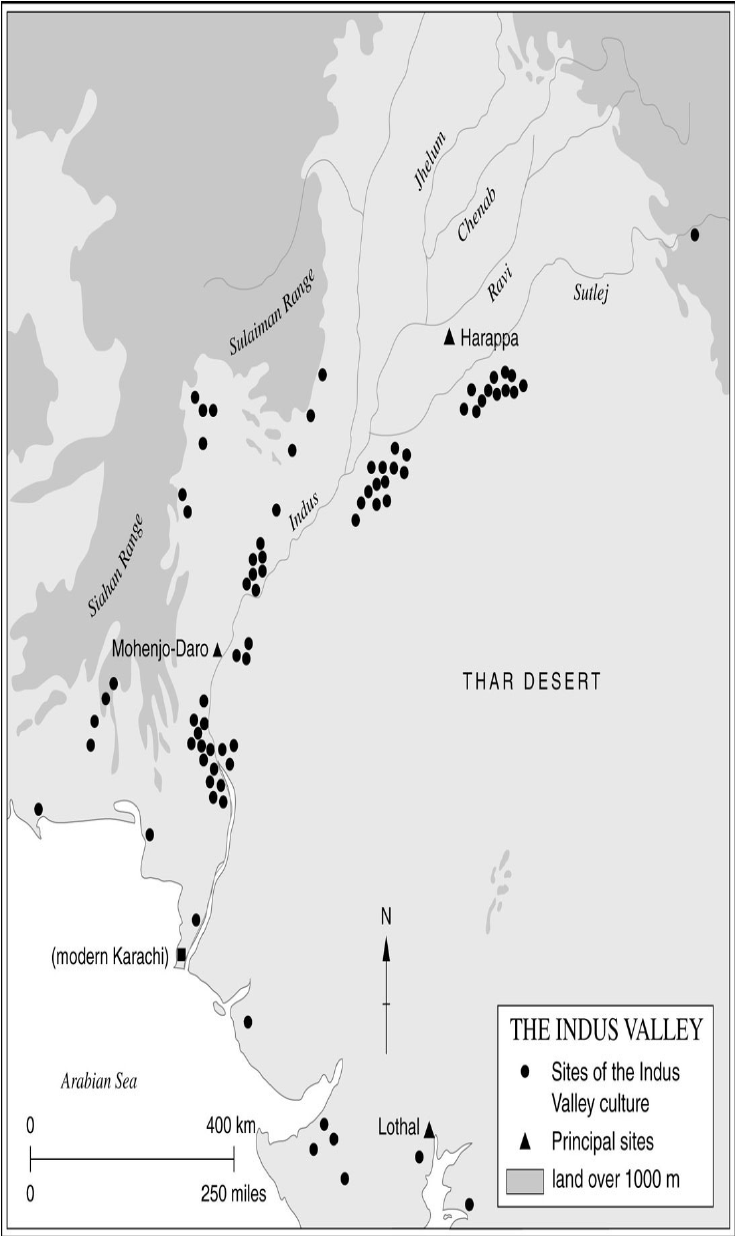 Jhelum
Chenab
Ravi
Sutlej
Sulaiman Range
Harappa
Indus
Siahan Range
Mohenjo-Daro
THAR DESERT
N
(modern Karachi)
Arabian Sea
0 400 km
0 250 miles
Lothal
THE INDUS VALLEY
Sites of the Indus
Valley culture
Principal sites
land over 1000 m